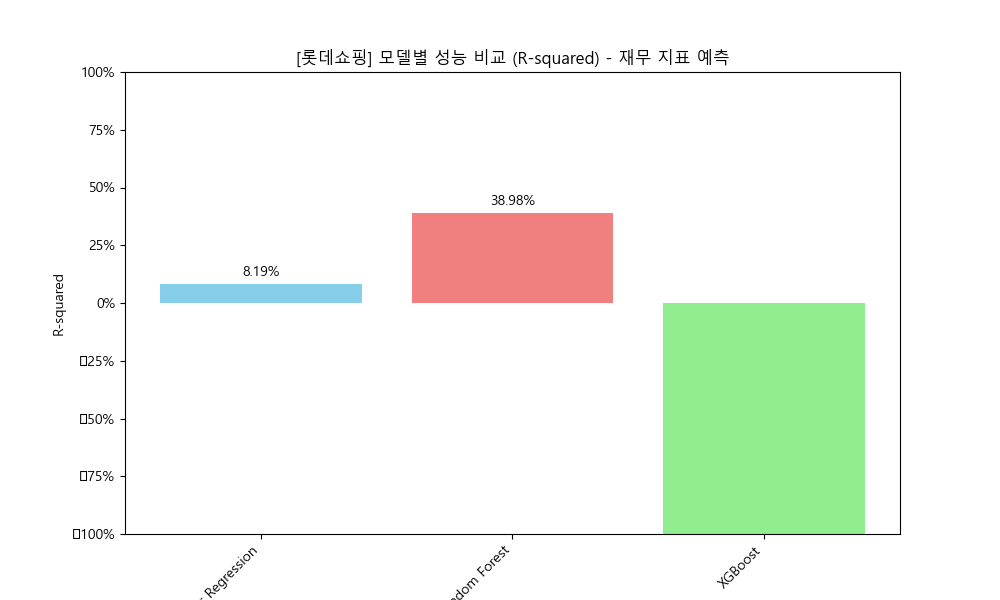 [롯데쇼핑] 모델별 성능 비교 (R-squared) - 재무 지표 예측
100%
75%
50%
25%
0%
▯25%
▯50%
▯75%
▯100%
R-squared
8.19%
38.98%
Regression
dom Forest
XGBoost